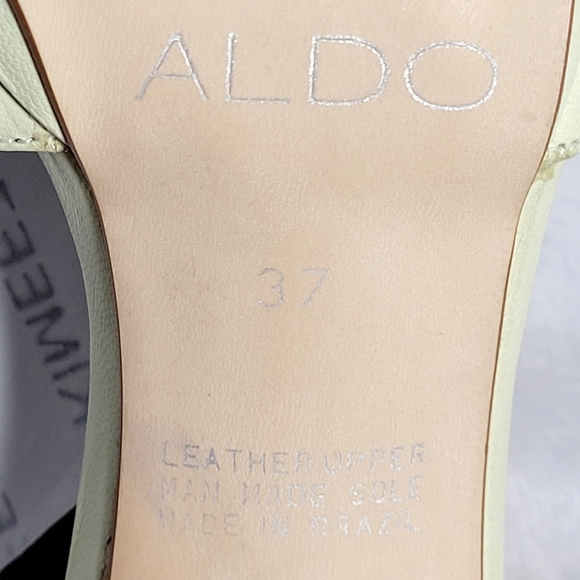 ALDO
37
LEATHER UPPER
MAN MADE SOLE
MADE IN BRAZIL